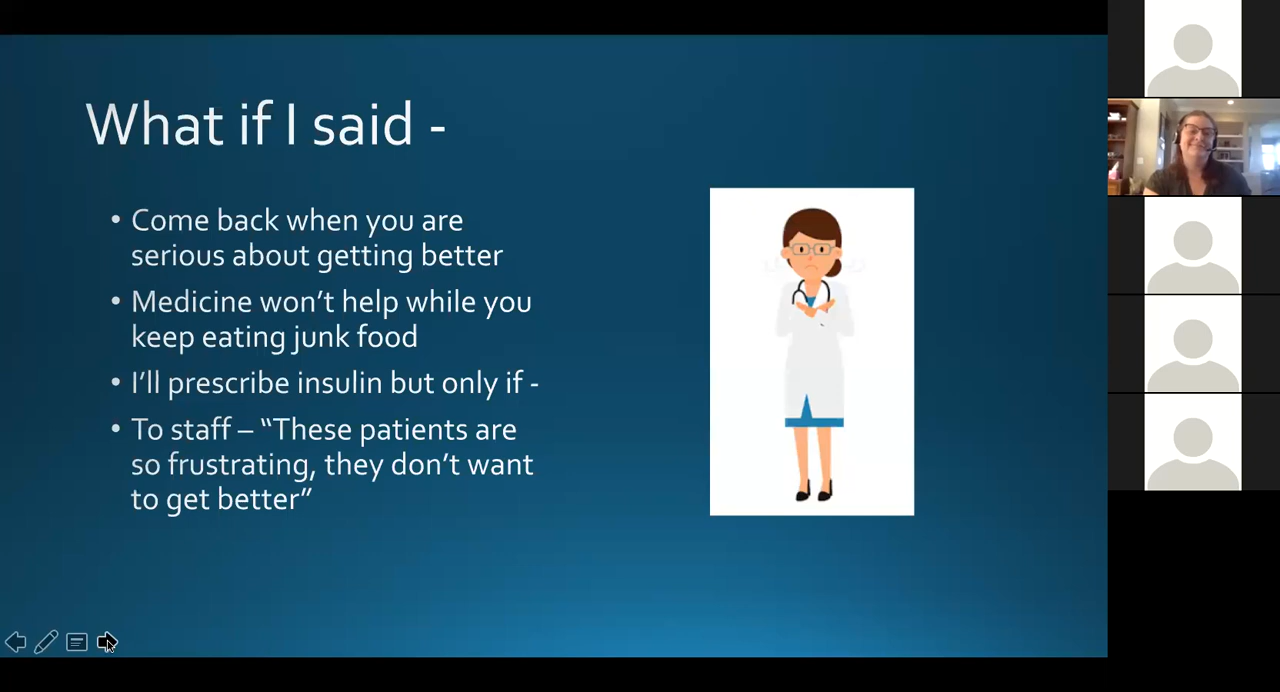 What if I said -
• Come back when you are
serious about getting better
• Medicine won’t help while you
keep eating junk food
• I’ll prescribe insulin but only if -
• To staff – “These patients are
so frustrating, they don’t want
to get better”